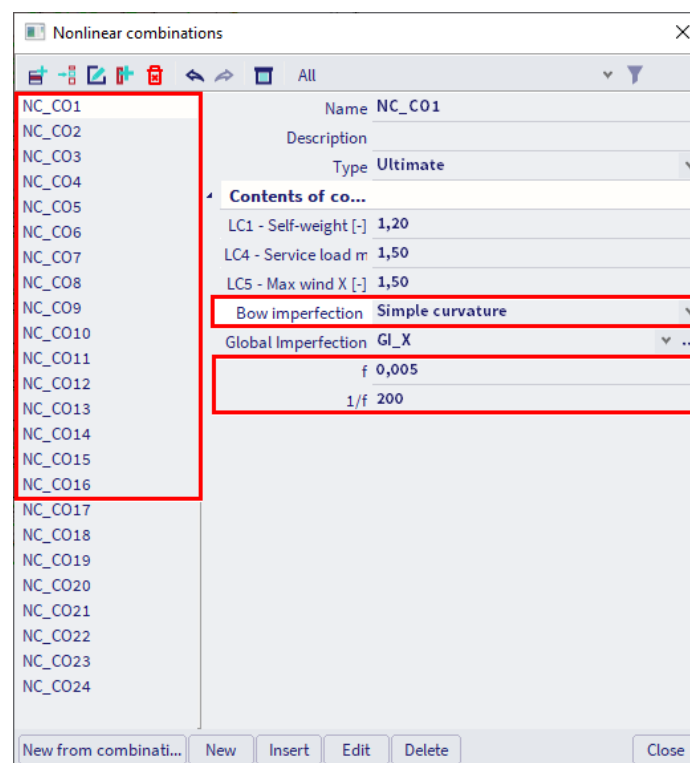 Nonlinear combinations
All
NC_CO1
NC_CO2
NC_CO3
NC_CO4
NC_CO5
NC_CO6
NC_CO7
NC_CO8
NC_CO9
NC_CO10
NC_CO11
NC_CO12
NC_CO13
NC_CO14
NC_CO15
NC_CO16
NC_CO17
NC_CO18
NC_CO19
NC_CO20
NC_CO21
NC_CO22
NC_CO23
NC_CO24
Name NC_CO1
Description
Type Ultimate
Contents of co...
LC1 - Self-weight [-] 1,20
LC4 - Service load m 1,50
LC5 - Max wind X [-] 1,50
Bow imperfection Simple curvature
Global Imperfection GI_X
f 0,005
1/f 200
New from combinati... New Insert Edit Delete Close